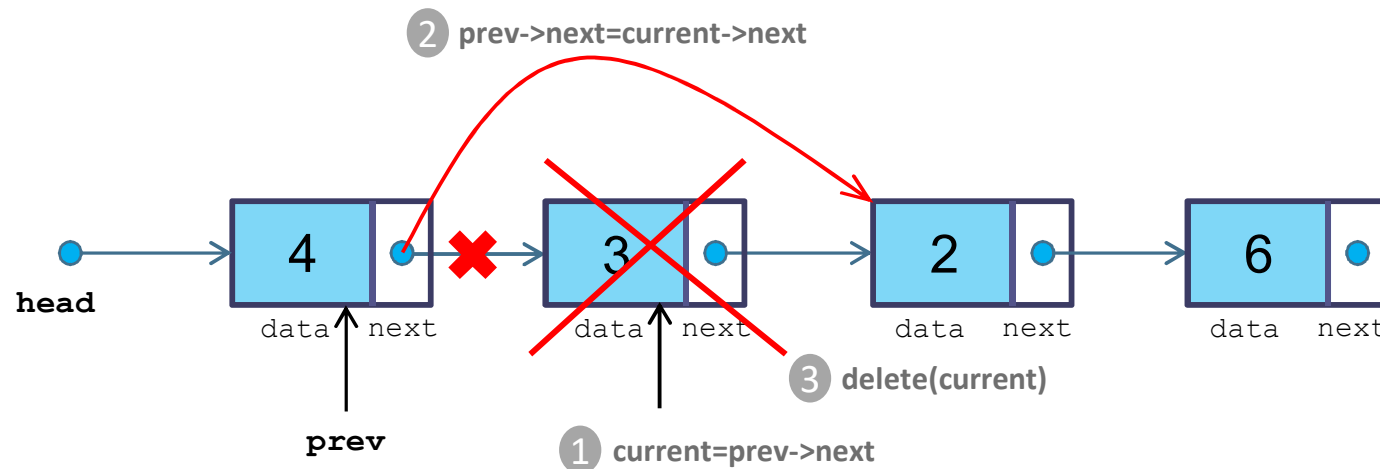 2 prev->next=current->next
4
3
2
6
head
data next
data next
data next
data next
3 delete(current)
prev
1 current=prev->next